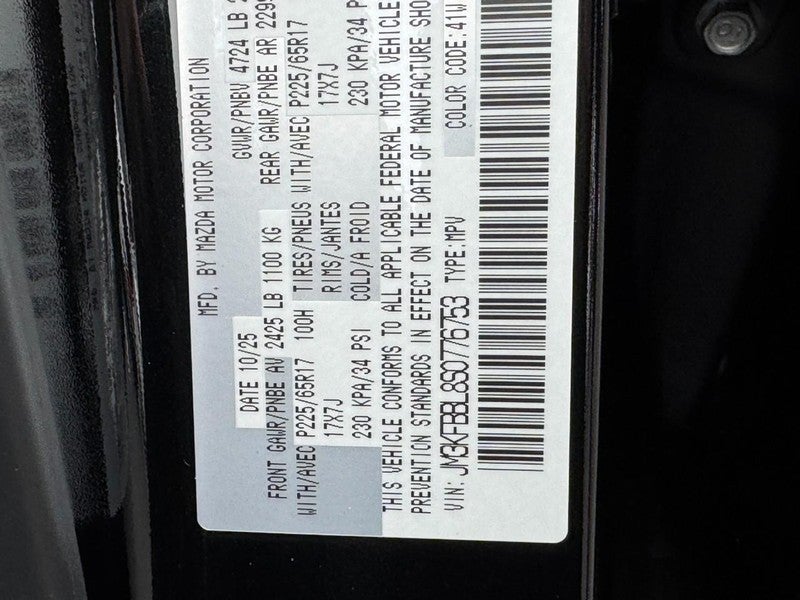 MFD. BY MAZDA MOTOR CORPORATION
DATE 10/25 GVWR/PNBV 4724 LB
FRONT GAWR/PNBE AV 2425 LB 1100 KG REAR GAWR/PNBE AR 2295
WITH/AVEC P225/65R17 100H TIRES/PNEUS WITH/AVEC P225/65R17
17X7J RIMS/JANTES 17X7J
230 KPA/34 PSI COLD/A FROID 230 KPA/34 P
THIS VEHICLE CONFORMS TO ALL APPLICABLE FEDERAL MOTOR VEHICLE
PREVENTION STANDARDS IN EFFECT ON THE DATE OF MANUFACTURE SHO
VIN: JM3KFBBL8S0776753 TYPE: MPV COLOR CODE: 41W